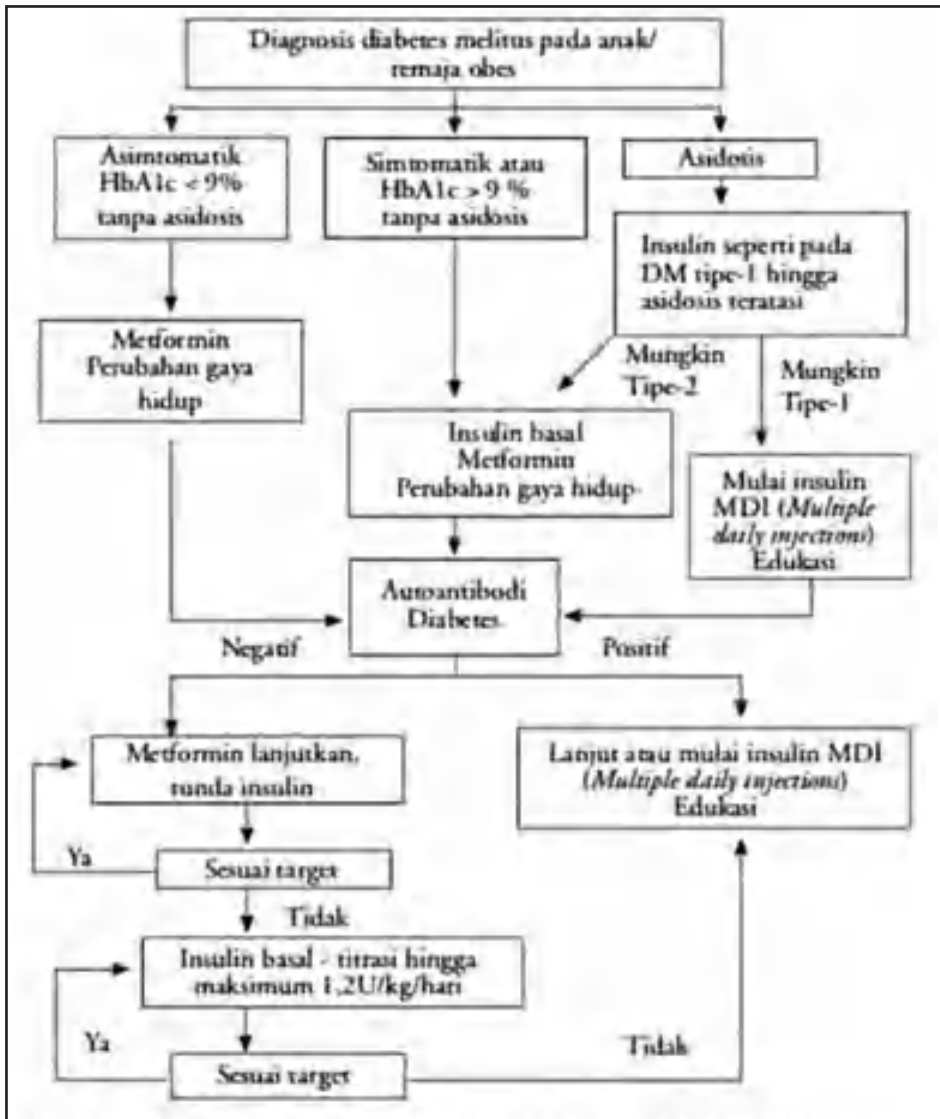 Diagnosis diabetes melitus pada anak/
remaja obes
Asimtomatik
HbA1c < 9%
tanpa asidosis
Simtomatik atau
HbA1c > 9 %
tanpa asidosis
Asidosis
Insulin seperti pada
DM tipe-1 hingga
asidosis teratasi
Metformin
Perubahan gaya
hidup
Mungkin
Tipe-2
Mungkin
Tipe-1
Insulin basal
Metformin
Perubahan gaya hidup
Mulai insulin
MDI (Multiple
daily injections)
Edukasi
Autoantibodi
Diabetes
Negatif
Positif
Metformin lanjutkan,
tunda insulin
Lanjut atau mulai insulin MDI
(Multiple daily injections)
Edukasi
Ya
Sesuai target
Tidak
Insulin basal - titrasi hingga
maksimum 1,2U/kg/hari
Ya
Tidak
Sesuai target